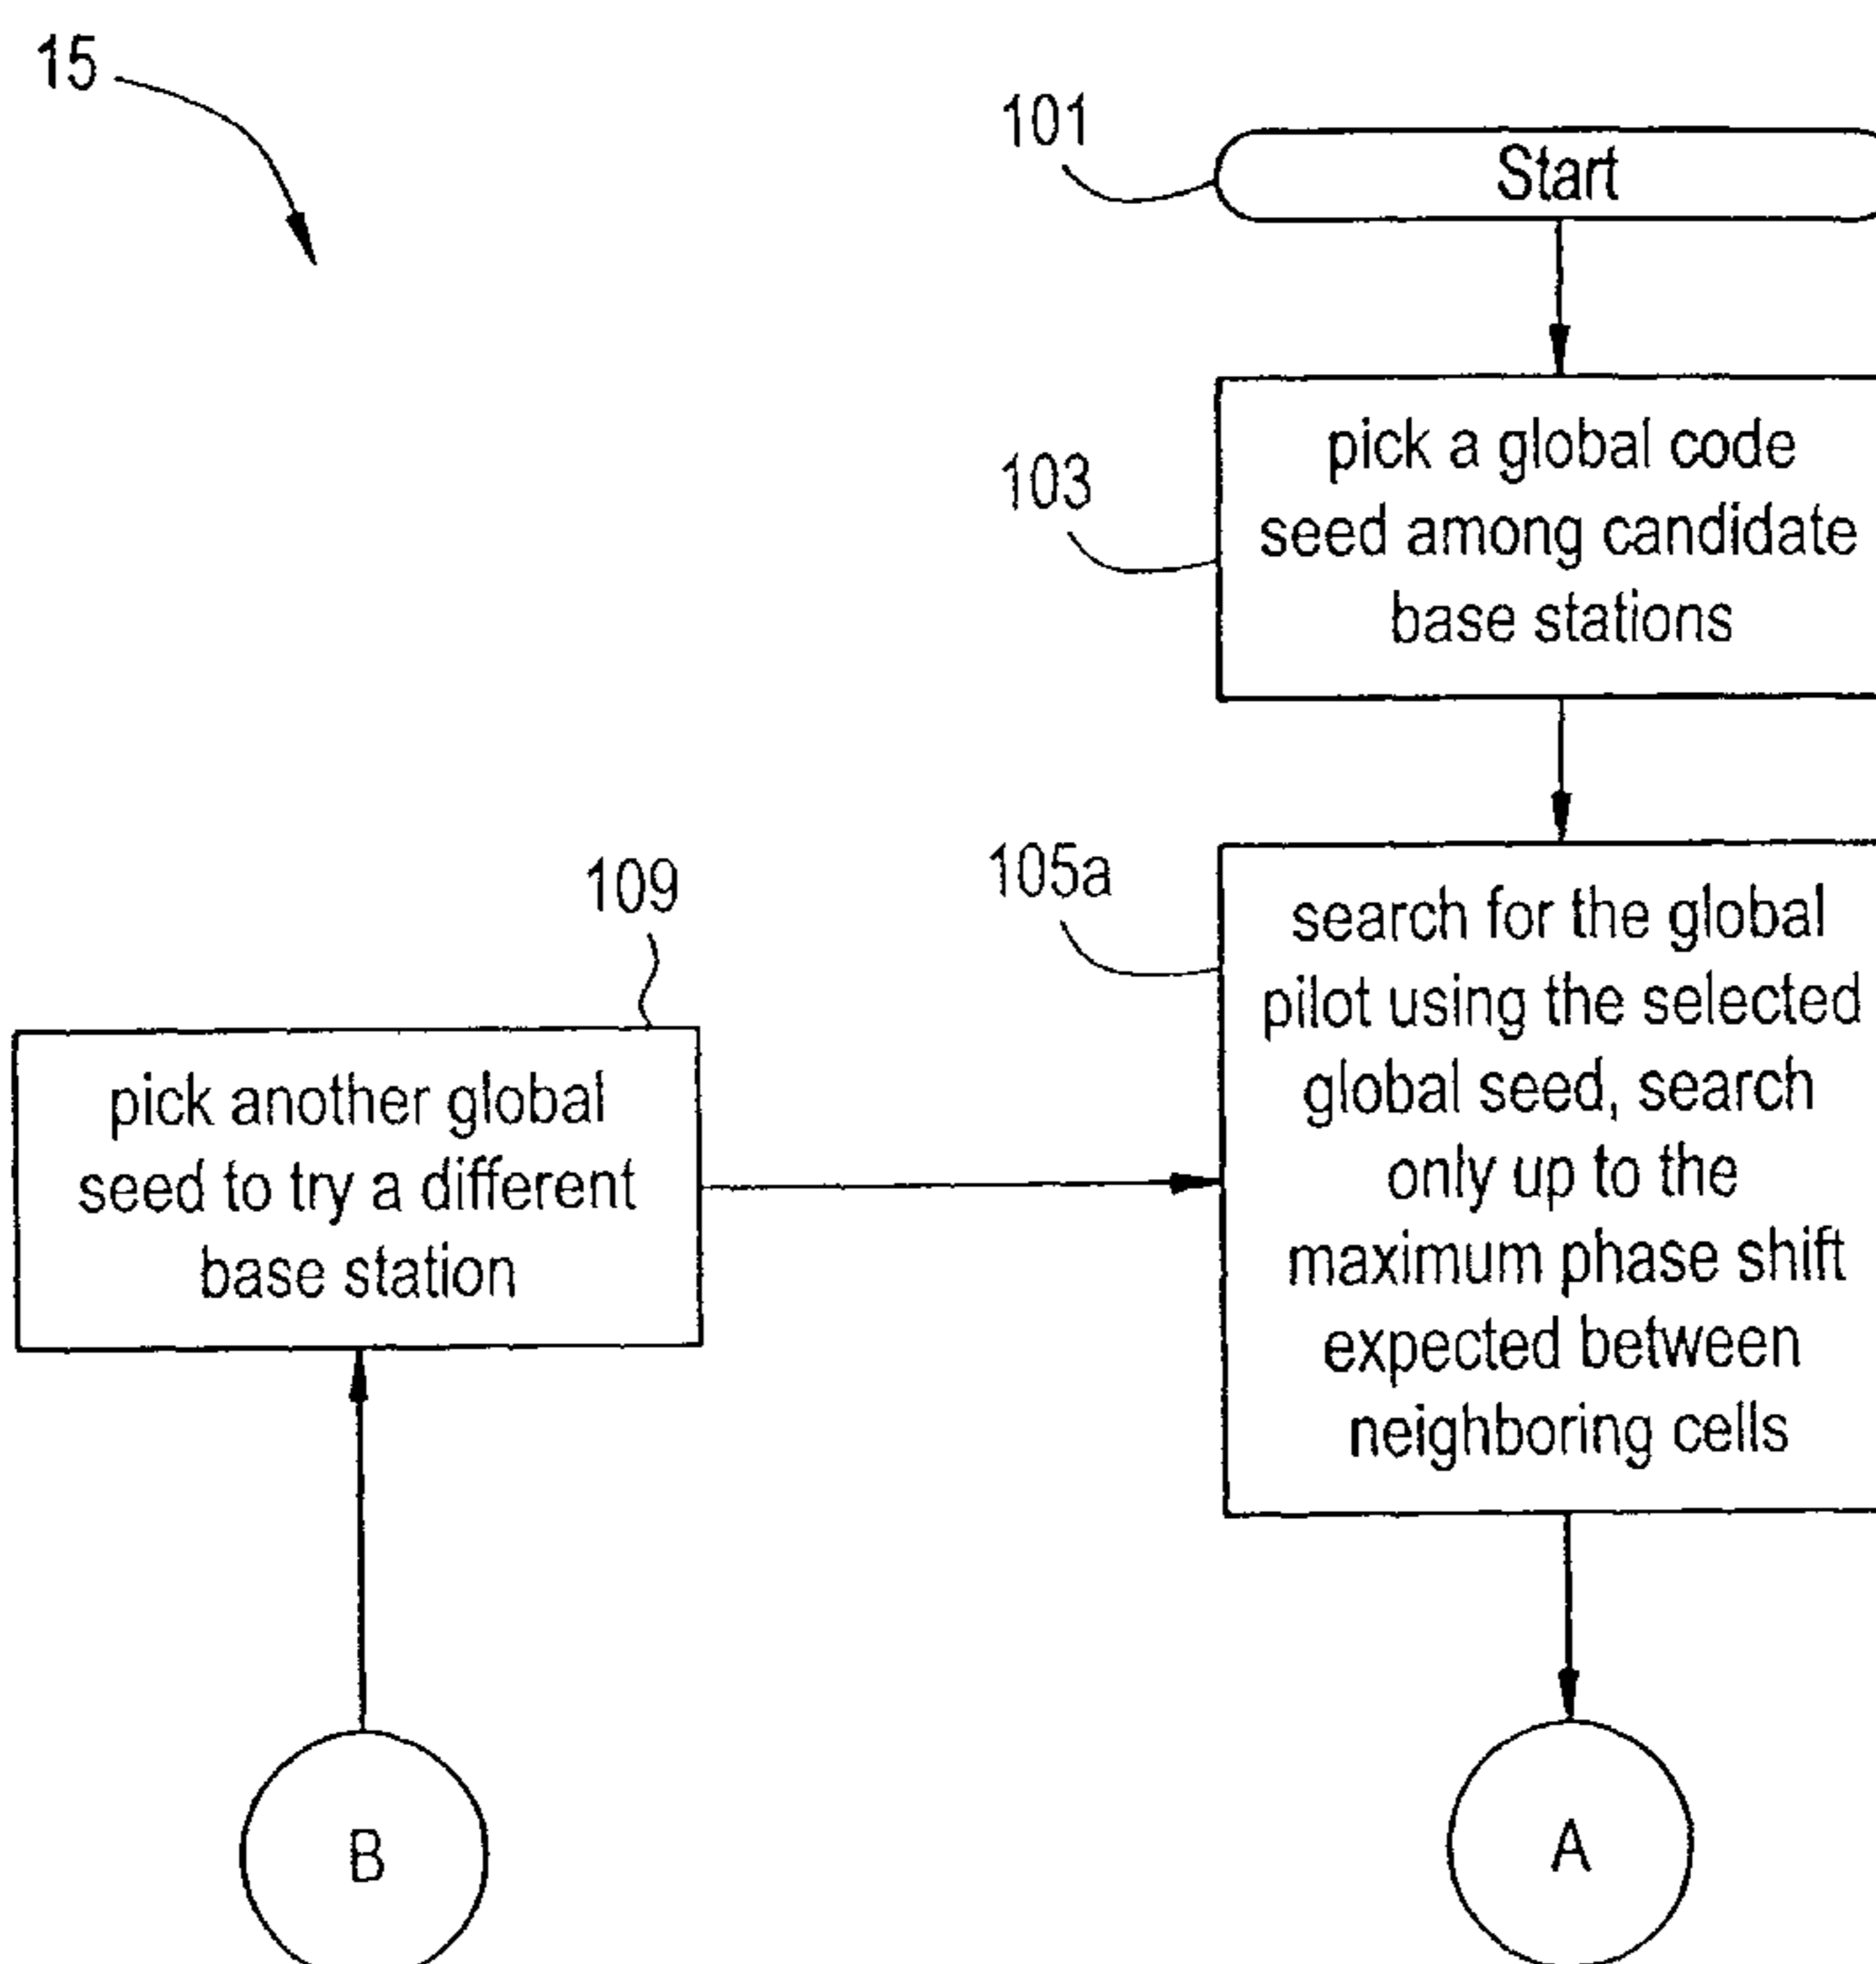 15
101
Start
103
pick a global code
seed among candidate
base stations
105a
search for the global
pilot using the selected
global seed, search
only up to the
maximum phase shift
expected between
neighboring cells
109
pick another global
seed to try a different
base station
B
A